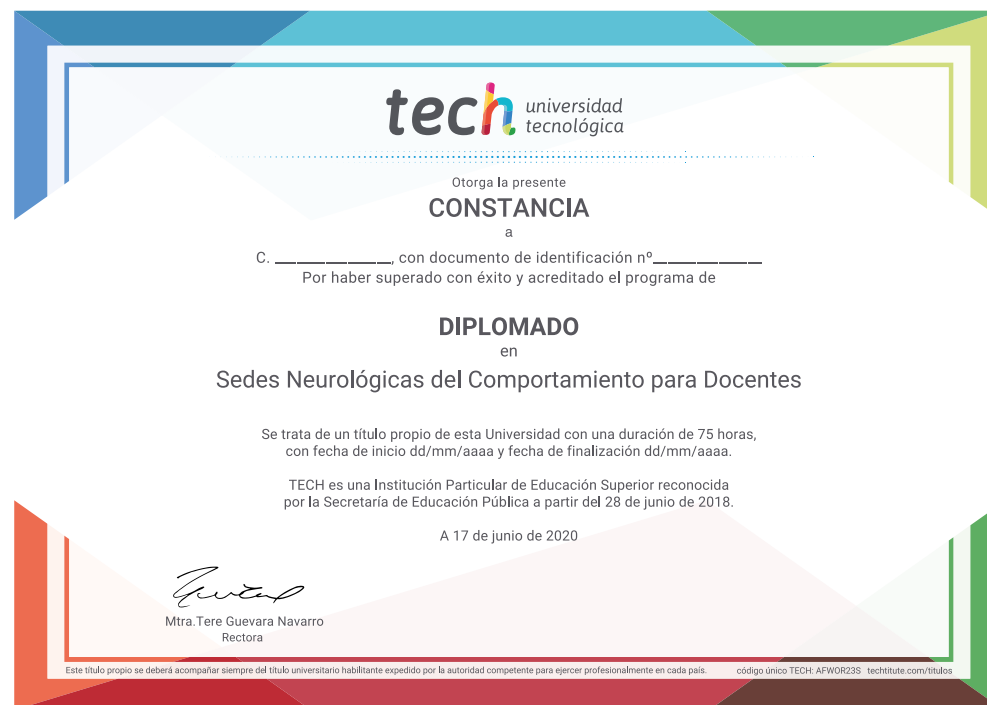 tech universidad
tecnológica
Otorga la presente
CONSTANCIA
a
C. ________________, con documento de identificación nº_______________
Por haber superado con éxito y acreditado el programa de
DIPLOMADO
en
Sedes Neurológicas del Comportamiento para Docentes
Se trata de un título propio de esta Universidad con una duración de 75 horas,
con fecha de inicio dd/mm/aaaa y fecha de finalización dd/mm/aaaa.
TECH es una Institución Particular de Educación Superior reconocida
por la Secretaría de Educación Pública a partir del 28 de junio de 2018.
A 17 de junio de 2020
Mtra.Tere Guevara Navarro
Rectora
Este título propio se deberá acompañar siempre del título universitario habilitante expedido por la autoridad competente para ejercer profesionalmente en cada país. código único TECH: AFWOR23S techtitute.com/titulos